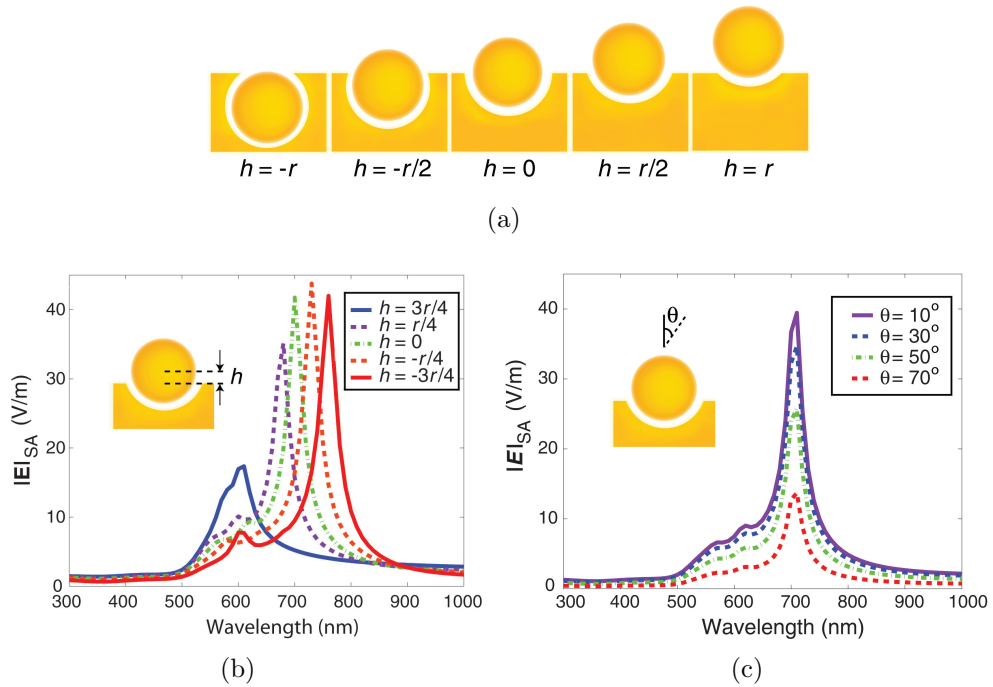 h = -r h = -r/2 h = 0 h = r/2 h = r
(a)
|E|SA (V/m)
40
30
20
10
0
300 400 500 600 700 800 900 1000
Wavelength (nm)
h = 3r/4
h = r/4
h = 0
h = -r/4
h = -3r/4
h
(b)
|E|SA (V/m)
40
30
20
10
0
300 400 500 600 700 800 900 1000
Wavelength (nm)
θ= 10°
θ= 30°
θ= 50°
θ= 70°
θ
(c)